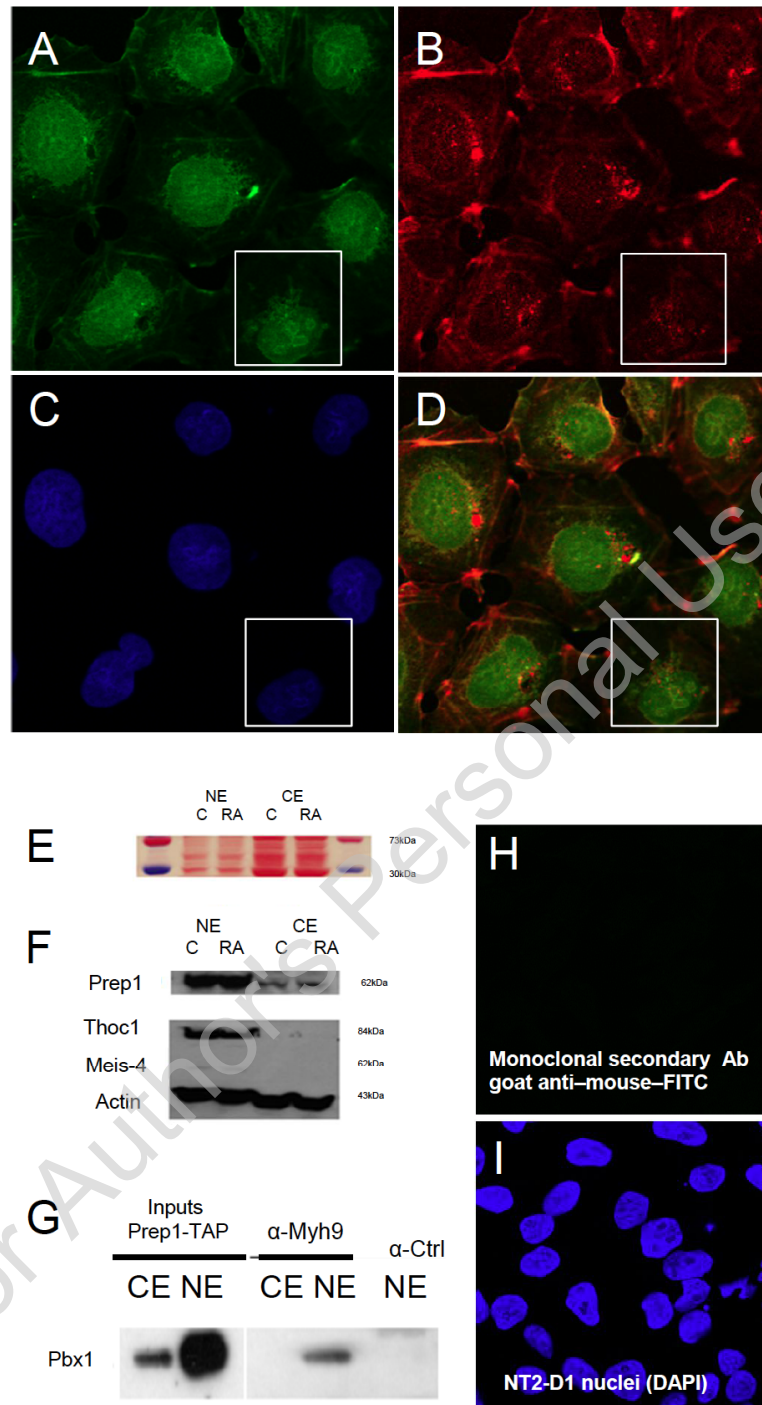 A
B
C
D
E
NE CE
C RA C RA
73kDa
30kDa
F
NE CE
C RA C RA
Prep1
62kDa
Thoc1
84kDa
Meis-4
62kDa
Actin
43kDa
G
Inputs
Prep1-TAP
α-Myh9
α-Ctrl
CE NE CE NE NE
Pbx1
H
Monoclonal secondary Ab
goat anti–mouse–FITC
I
NT2-D1 nuclei (DAPI)
or Author's Personal Use